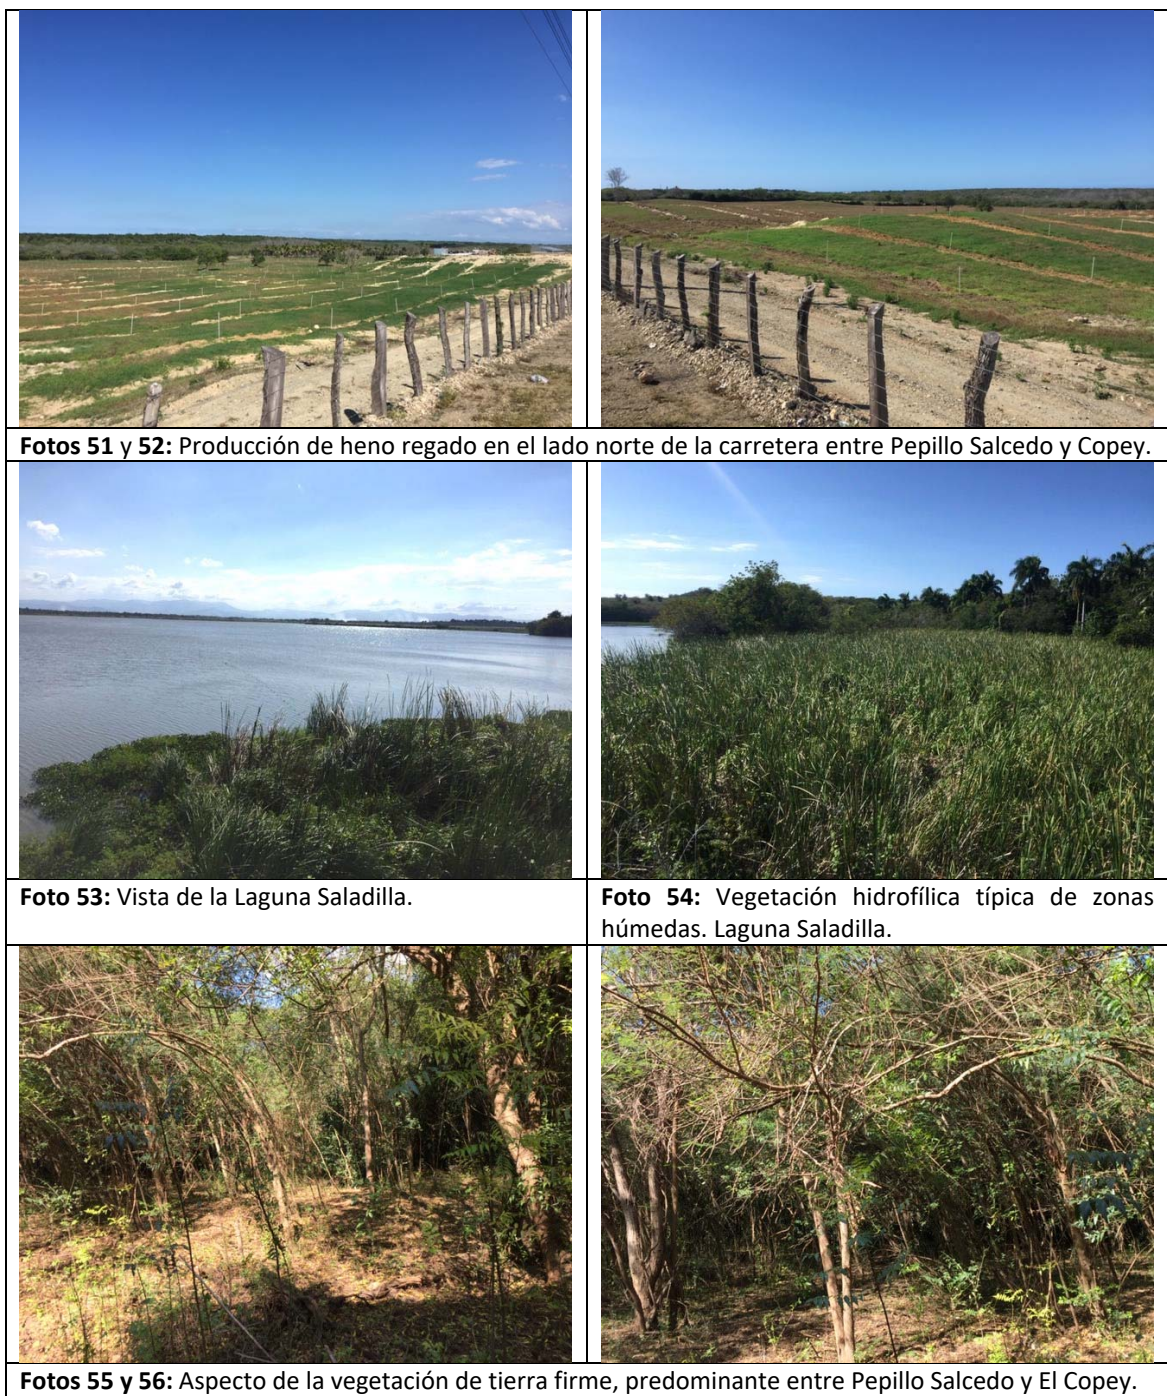 Fotos 51 y 52: Producción de heno regado en el lado norte de la carretera entre Pepillo Salcedo y Copey.
Foto 53: Vista de la Laguna Saladilla.
Foto 54: Vegetación hidrofílica típica de zonas
húmedas. Laguna Saladilla.
Fotos 55 y 56: Aspecto de la vegetación de tierra firme, predominante entre Pepillo Salcedo y El Copey.